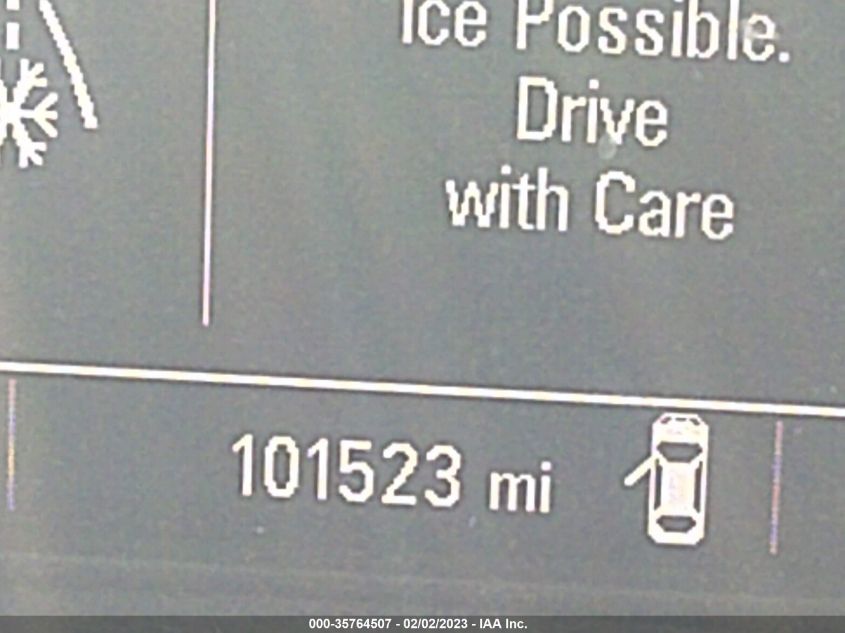 Ice Possible.
Drive
with Care
101523 mi
000-35764507 - 02/02/2023 - IAA Inc.